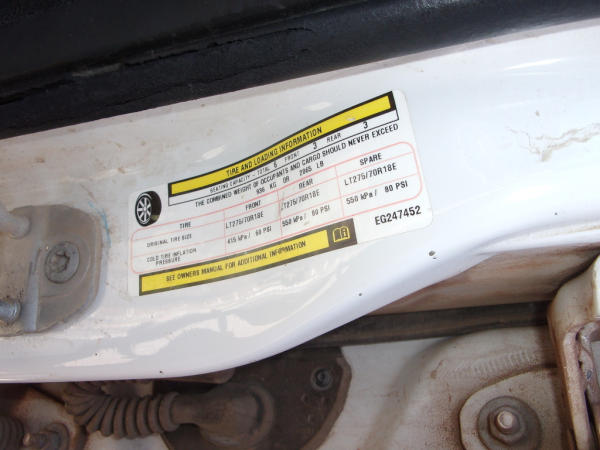 TIRE AND LOADING INFORMATION
SEATING CAPACITY - TOTAL 6 FRONT 3 REAR 3
THE COMBINED WEIGHT OF OCCUPANTS AND CARGO SHOULD NEVER EXCEED
936 KG OR 2065 LB
TIRE FRONT REAR SPARE
ORIGINAL TIRE SIZE LT275/70R18E LT275/70R18E LT275/70R18E
COLD TIRE INFLATION PRESSURE 415 kPa / 60 PSI 550 kPa / 80 PSI 550 kPa / 80 PSI
SEE OWNERS MANUAL FOR ADDITIONAL INFORMATION
EG247452